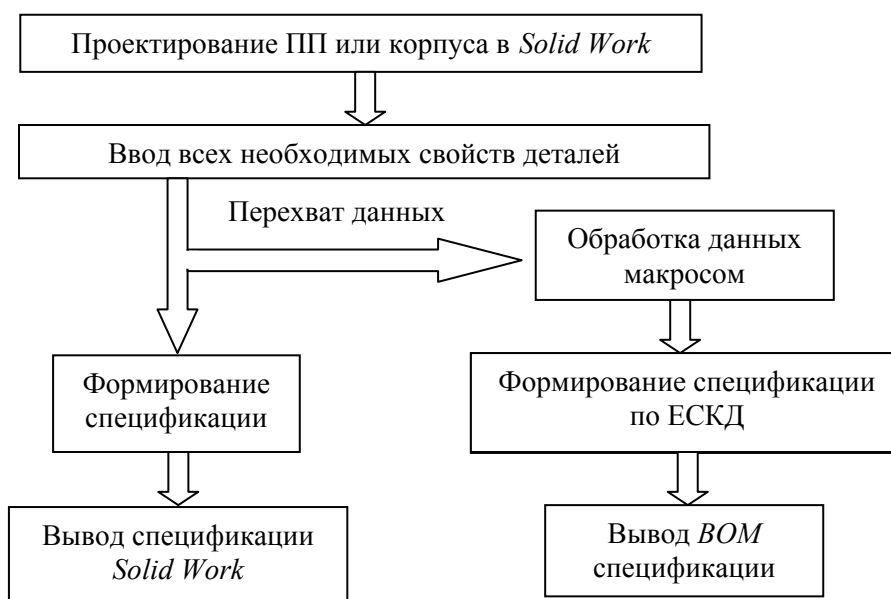 Проектирование ПП или корпуса в Solid Work
Ввод всех необходимых свойств деталей
Перехват данных
Обработка данных
макросом
Формирование
спецификации
Формирование спецификации
по ЕСКД
Вывод спецификации
Solid Work
Вывод BOM
спецификации